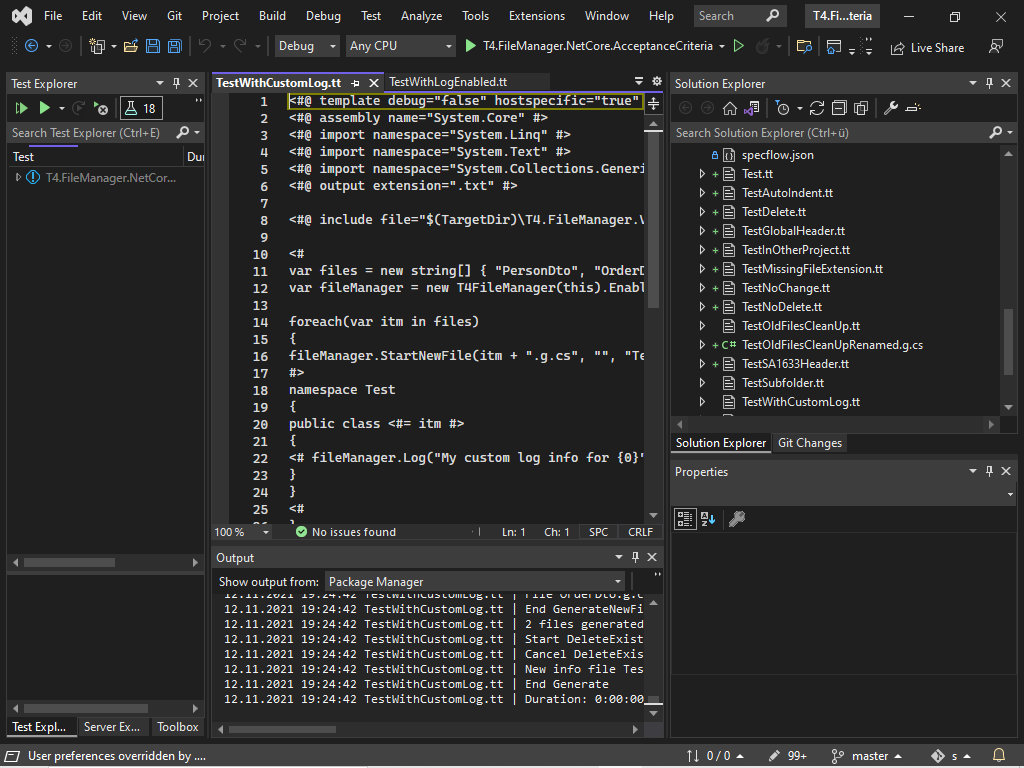 File Edit View Git Project Build Debug Test Analyze Tools Extensions Window Help Search T4.Fi...teria
Debug Any CPU T4.FileManager.NetCore.AcceptanceCriteria Live Share
Test Explorer
18
Search Test Explorer (Ctrl+E)
Test Du
T4.FileManager.NetCor...
Test Expl... Server Ex... Toolbox
TestWithCustomLog.tt TestWithLogEnabled.tt
1 <#@ template debug="false" hostspecific="true"
2 <#@ assembly name="System.Core" #>
3 <#@ import namespace="System.Linq" #>
4 <#@ import namespace="System.Text" #>
5 <#@ import namespace="System.Collections.Generi
6 <#@ output extension=".txt" #>
7
8 <#@ include file="$(TargetDir)\T4.FileManager.V
9
10 <#
11 var files = new string[] { "PersonDto", "OrderD
12 var fileManager = new T4FileManager(this).Enabl
13
14 foreach(var itm in files)
15 {
16 fileManager.StartNewFile(itm + ".g.cs", "", "Te
17 #>
18 namespace Test
19 {
20 public class <#= itm #>
21 {
22 <# fileManager.Log("My custom log info for {0}"
23 }
24 }
25 <#
100 % No issues found Ln: 1 Ch: 1 SPC CRLF
Output
Show output from: Package Manager
12.11.2021 19:24:42 TestWithCustomLog.tt | File OrderDto.g.c
12.11.2021 19:24:42 TestWithCustomLog.tt | End GenerateNewFi
12.11.2021 19:24:42 TestWithCustomLog.tt | 2 files generated
12.11.2021 19:24:42 TestWithCustomLog.tt | Start DeleteExist
12.11.2021 19:24:42 TestWithCustomLog.tt | Cancel DeleteExis
12.11.2021 19:24:42 TestWithCustomLog.tt | New info file Tes
12.11.2021 19:24:42 TestWithCustomLog.tt | End Generate
12.11.2021 19:24:42 TestWithCustomLog.tt | Duration: 0:00:00
Solution Explorer
Search Solution Explorer (Ctrl+ü)
specflow.json
Test.tt
TestAutoIndent.tt
TestDelete.tt
TestGlobalHeader.tt
TestInOtherProject.tt
TestMissingFileExtension.tt
TestNoChange.tt
TestNoDelete.tt
TestOldFilesCleanUp.tt
C# TestOldFilesCleanUpRenamed.g.cs
TestSA1633Header.tt
TestSubfolder.tt
TestWithCustomLog.tt
Solution Explorer Git Changes
Properties
User preferences overridden by .... 0 / 0 99+ master s